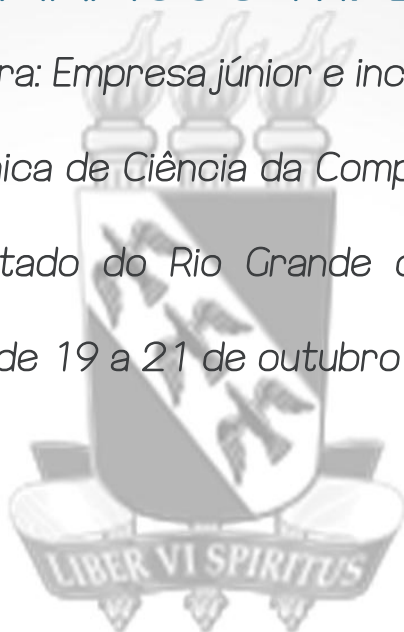 ra: Empresa júnior e inc
nica de Ciência da Comp
tado do Rio Grande
de 19 a 21 de outubro
LIBER VI SPIRITUS